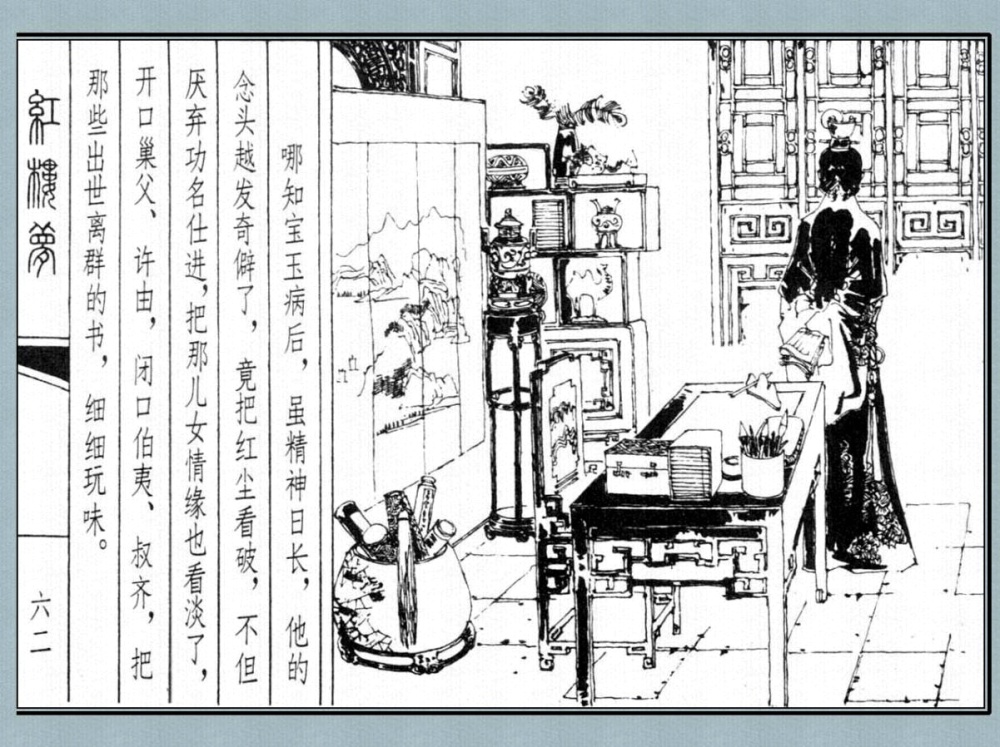 哪知宝玉病后，虽精神日长，他的
念头越发奇僻了，竟把红尘看破，不但
厌弃功名仕进，把那儿女情缘也看淡了，
开口巢父、许由，闭口伯夷、叔齐，把
那些出世离群的书，细细玩味。
紅樓夢
六二